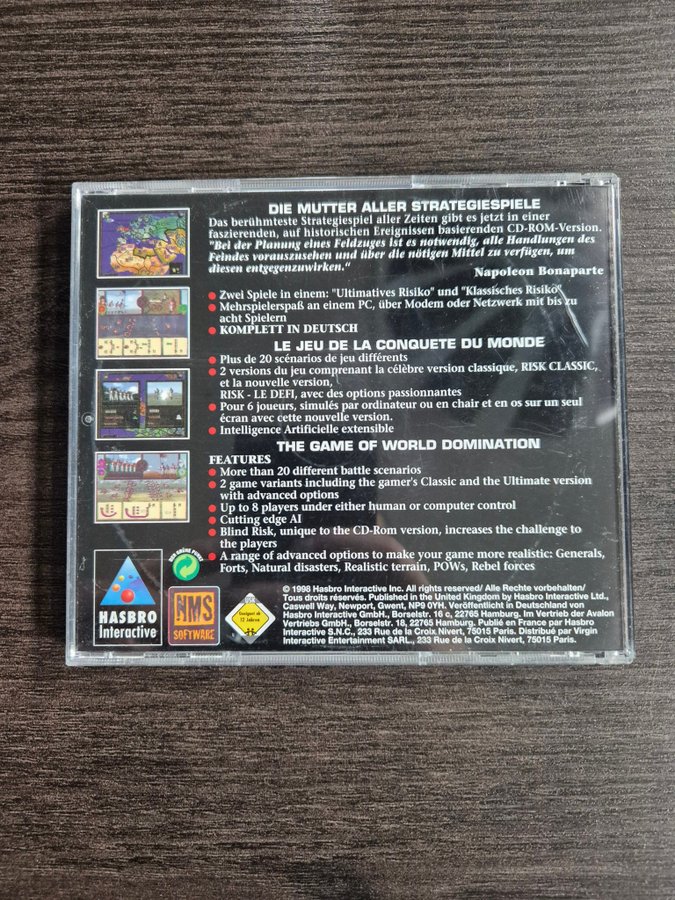 DIE MUTTER ALLER STRATEGIESPIELE
Das berühmteste Strategiespiel aller Zeiten gibt es jetzt in einer
faszierenden, auf historischen Ereignissen basierenden CD-ROM-Version.
"Bei der Planung eines Feldzuges ist es notwendig, alle Handlungen des
Feindes vorauszusehen und über die nötigen Mittel zu verfügen, um
diesen entgegenzuwirken."
Napoleon Bonaparte
Zwei Spiele in einem: "Ultimatives Risiko" und "Klassisches Risiko"
Mehrspielerspaß an einem PC, über Modem oder Netzwerk mit bis zu
acht Spielern
KOMPLETT IN DEUTSCH
LE JEU DE LA CONQUETE DU MONDE
Plus de 20 scénarios de jeu différents
2 versions du jeu comprenant la célèbre version classique, RISK CLASSIC,
et la nouvelle version,
RISK - LE DEFI, avec des options passionnantes
Pour 6 joueurs, simulés par ordinateur ou en chair et en os sur un seul
écran avec cette nouvelle version.
Intelligence Artificielle extensible
THE GAME OF WORLD DOMINATION
FEATURES
More than 20 different battle scenarios
2 game variants including the gamer's Classic and the Ultimate version
with advanced options
Up to 8 players under either human or computer control
Cutting edge AI
Blind Risk, unique to the CD-Rom version, increases the challenge to
the players
A range of advanced options to make your game more realistic: Generals,
Forts, Natural disasters, Realistic terrain, POWs, Rebel forces
DER GRÜNE PUNKT
HASBRO
Interactive
NMS
SOFTWARE
USK
Geeignet ab
12 Jahren
© 1998 Hasbro Interactive Inc. All rights reserved/ Alle Rechte vorbehalten/
Tous droits réservés. Published in the United Kingdom by Hasbro Interactive Ltd.,
Caswell Way, Newport, Gwent, NP9 0YH. Veröffentlicht in Deutschland von
Hasbro Interactive GmbH., Borselstr. 16 c, 22765 Hamburg. Im Vertrieb der Avalon
Vertriebs GmbH., Borselstr. 18, 22765 Hamburg. Publié en France par Hasbro
Interactive S.N.C., 233 Rue de la Croix Nivert, 75015 Paris. Distribué par Virgin
Interactive Entertainment SARL., 233 Rue de la Croix Nivert, 75015 Paris.